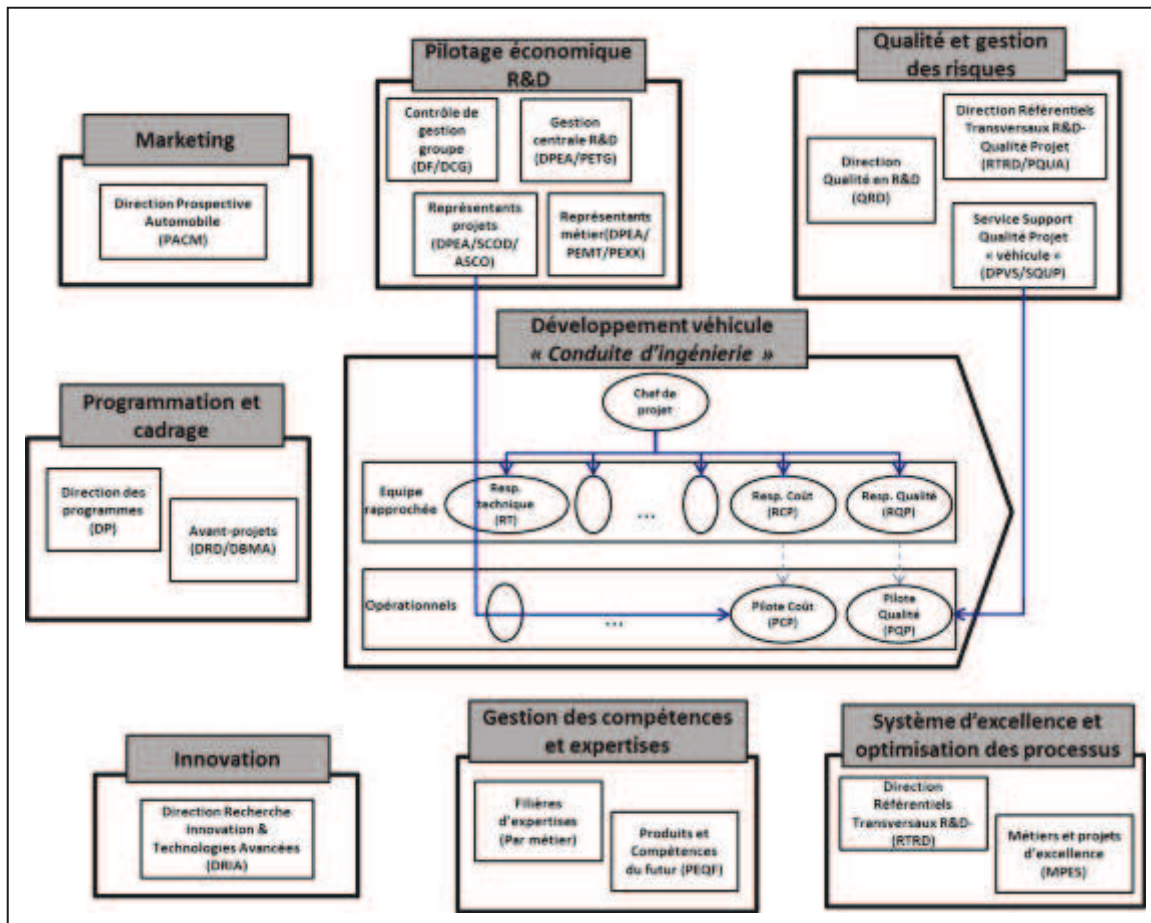 Pilotage économique
R&D
Contrôle de
gestion
groupe
(DF/DCG)
Gestion
centrale R&D
(DPEA/PETG)
Représentants
projets
(DPEA/SCOD/
ASCO)
Représentants
métier(DPEA/
PEMT/PEXX)
Qualité et gestion
des risques
Direction Référentiels
Transversaux R&D-
Qualité Projet
(RTRD/PQUA)
Direction
Qualité en R&D
(QRD)
Service Support
Qualité Projet
« véhicule »
(DPVS/SQUP)
Marketing
Direction Prospective
Automobile
(PACM)
Développement véhicule
« Conduite d’ingénierie »
Chef de
projet
Equipe
rapprochée
Resp.
technique
(RT)
...
Resp. Coût
(RCP)
Resp. Qualité
(RQP)
Opérationnels
...
Pilote Coût
(PCP)
Pilote
Qualité
(PQP)
Programmation et
cadrage
Direction des
programmes
(DP)
Avant-projets
(DRD/DBMA)
Innovation
Direction Recherche
Innovation &
Technologies Avancées
(DRIA)
Gestion des compétences
et expertises
Filières
d’expertises
(Par métier)
Produits et
Compétences
du futur (PEQF)
Système d’excellence et
optimisation des processus
Direction
Référentiels
Transversaux R&D-
(RTRD)
Métiers et projets
d’excellence
(MPES)